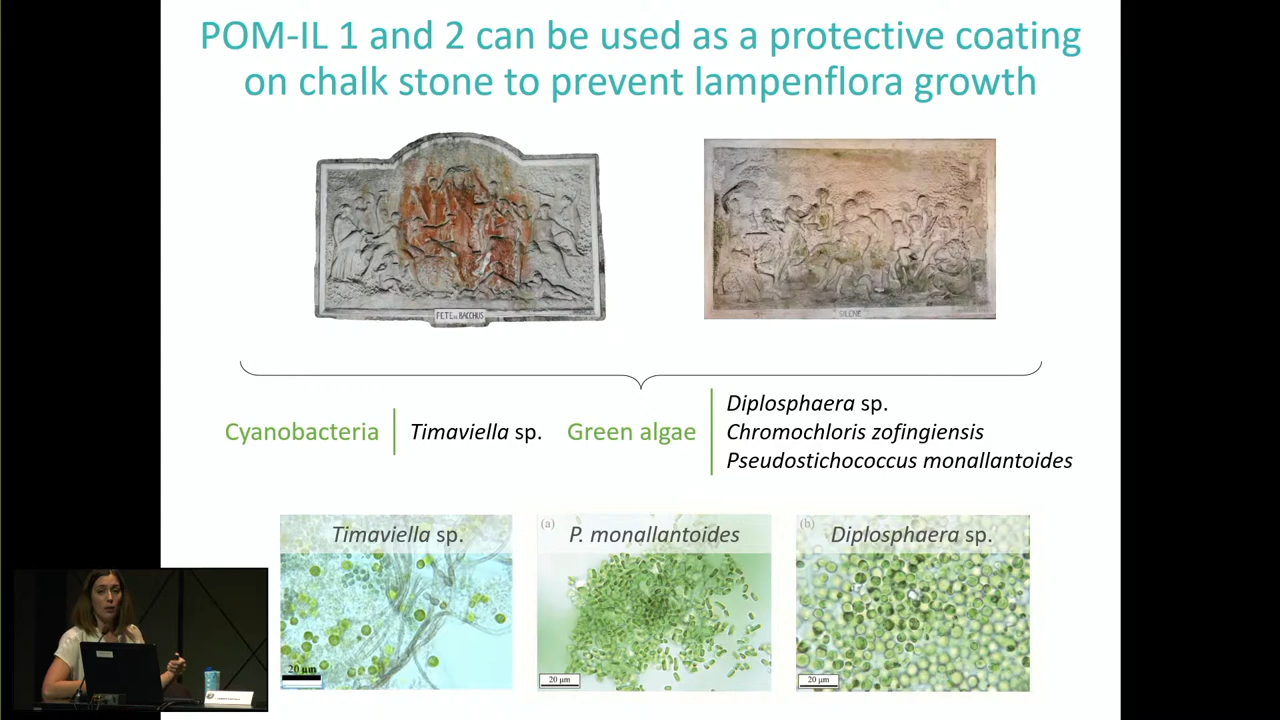 POM-IL 1 and 2 can be used as a protective coating
on chalk stone to prevent lampenflora growth
FETE DE BACCHUS
SILENE
Cyanobacteria
Timaviella sp.
Green algae
Diplosphaera sp.
Chromochloris zofingiensis
Pseudostichococcus monallantoides
Timaviella sp.
20 µm
(a)
P. monallantoides
20 µm
(b)
Diplosphaera sp.
20 µm